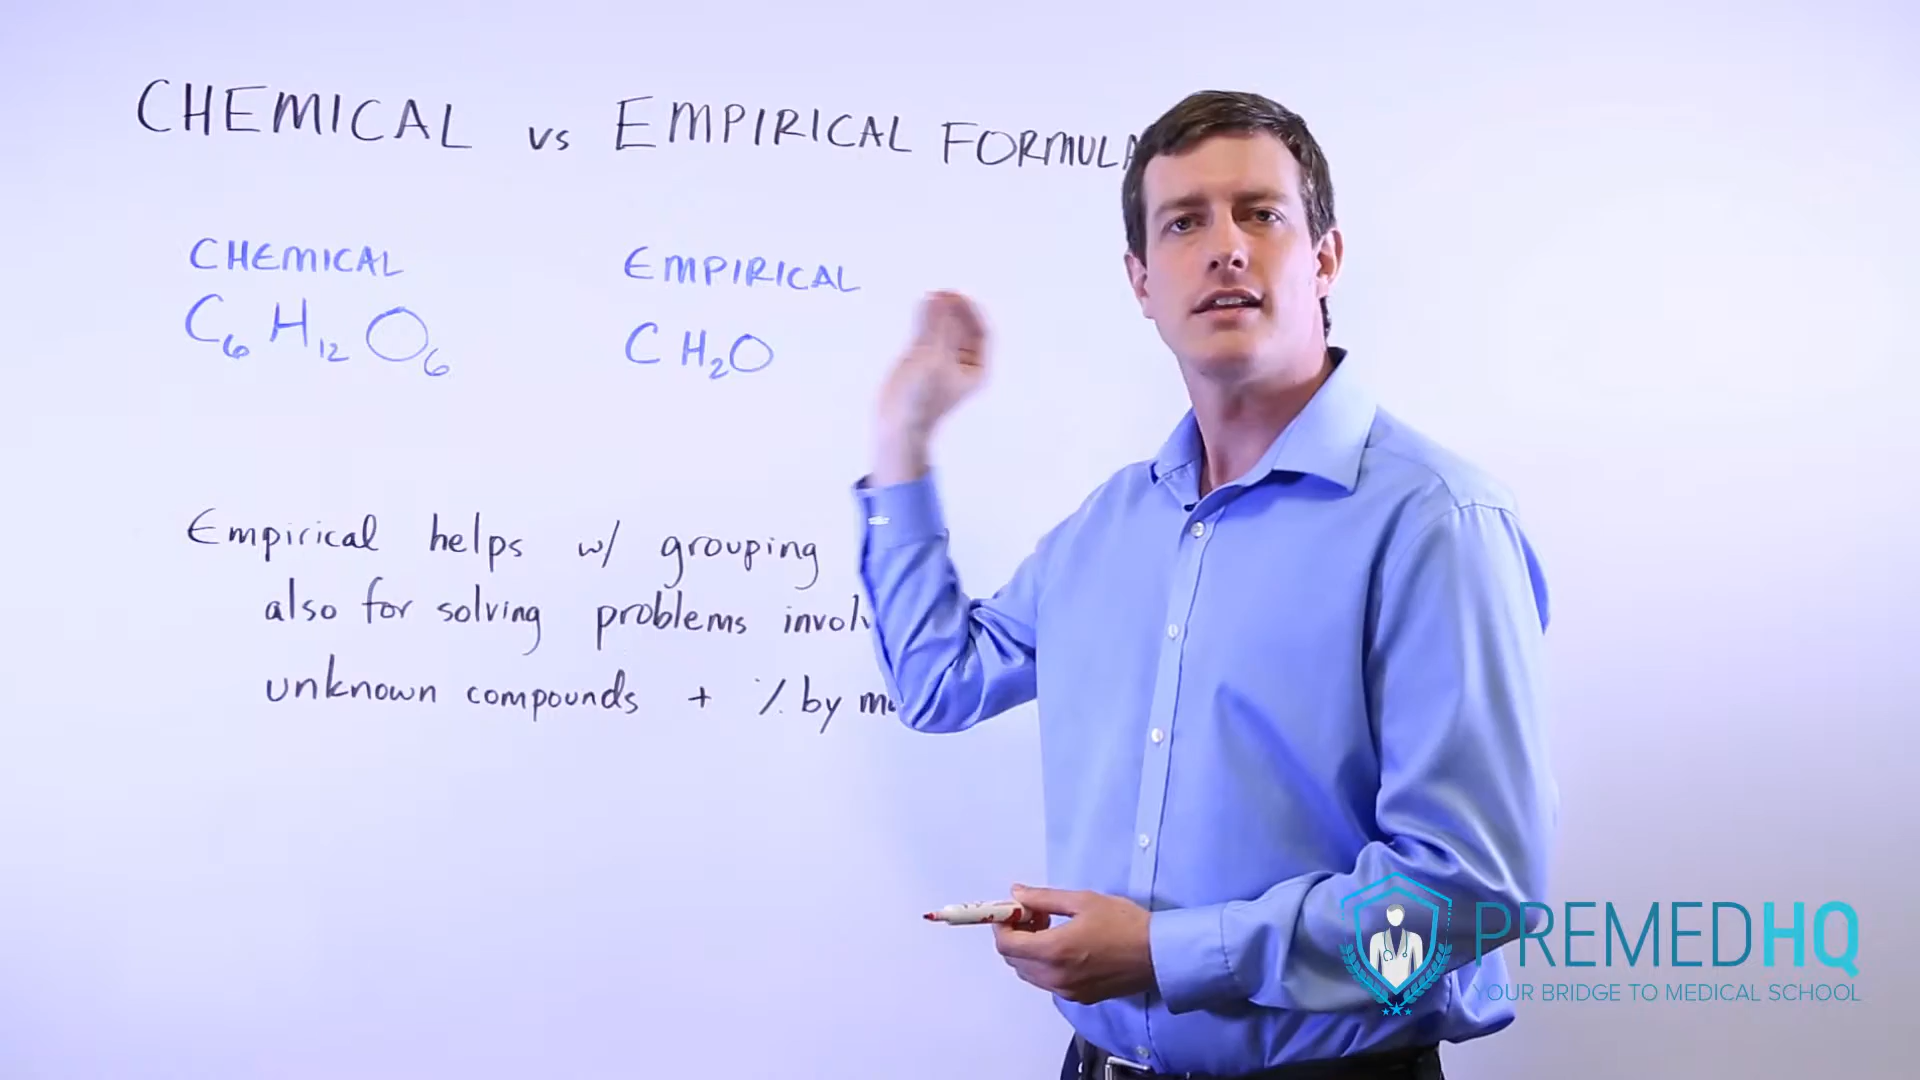 CHEMICAL vs EMPIRICAL FORMULA
CHEMICAL
C6H12O6
EMPIRICAL
CH2O
Empirical helps w/ grouping
also for solving problems
unknown compounds + % by
PREMEDHQ
YOUR BRIDGE TO MEDICAL SCHOOL